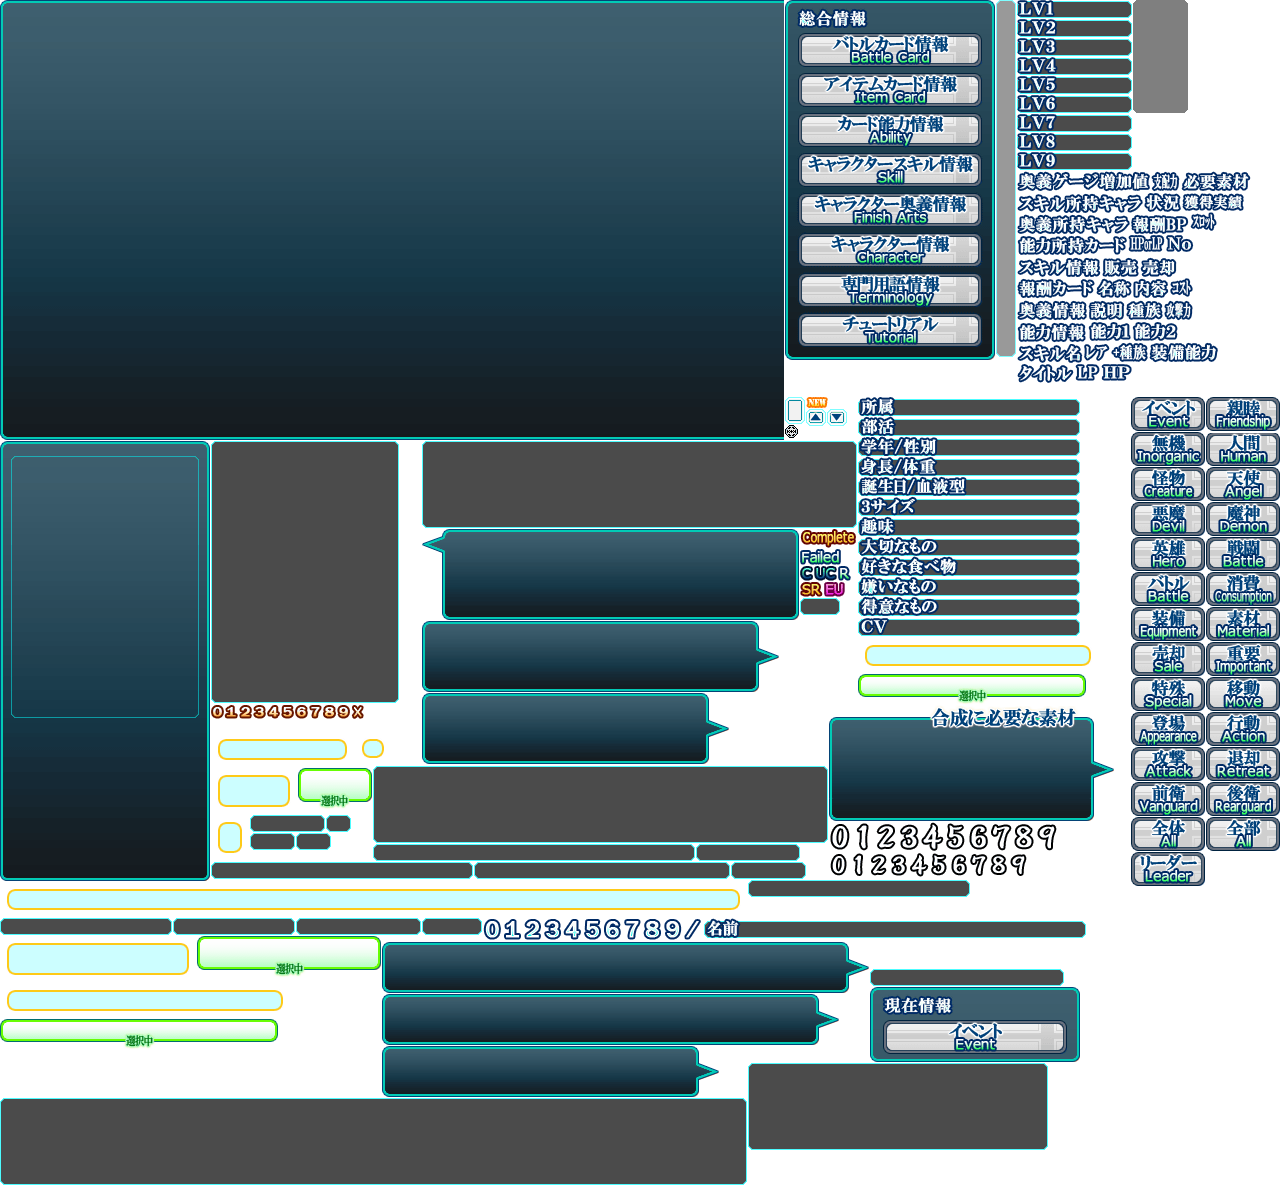 総合情報
バトルカード情報
Battle Card
アイテムカード情報
Item Card
カード能力情報
Ability
キャラクタースキル情報
Skill
キャラクター奥義情報
Finish Arts
キャラクター情報
Character
専門用語情報
Terminology
チュートリアル
Tutorial
LV1
LV2
LV3
LV4
LV5
LV6
LV7
LV8
LV9
奥義ゲージ増加値 攻撃力 必要素材
スキル所持キャラ 状況 獲得実績
奥義所持キャラ 報酬BP スロット
能力所持カード HPorLP No
スキル情報 販売 売却
報酬カード 名称 内容 コスト
奥義情報 説明 種族 攻撃力
能力情報 能力1 能力2
スキル名 レア +種族 装備能力
タイトル LP HP
NEW
所属
部活
学年/性別
身長/体重
誕生日/血液型
3サイズ
趣味
大切なもの
好きな食べ物
嫌いなもの
得意なもの
CV
Complete
Failed
C UC R
SR EU
イベント 親睦
Event Friendship
無機 人間
Inorganic Human
怪物 天使
Creature Angel
悪魔 魔神
Devil Demon
英雄 戦闘
Hero Battle
バトル 消費
Battle Consumption
装備 素材
Equipment Material
売却 重要
Sale Important
特殊 移動
Special Move
登場 行動
Appearance Action
攻撃 退却
Attack Retreat
前衛 後衛
Vanguard Rearguard
全体 全部
All All
リーダー
Leader
選択中
0123456789X
合成に必要な素材
選択中
0123456789
0123456789
0123456789/
名前
選択中
選択中
現在情報
イベント
Event